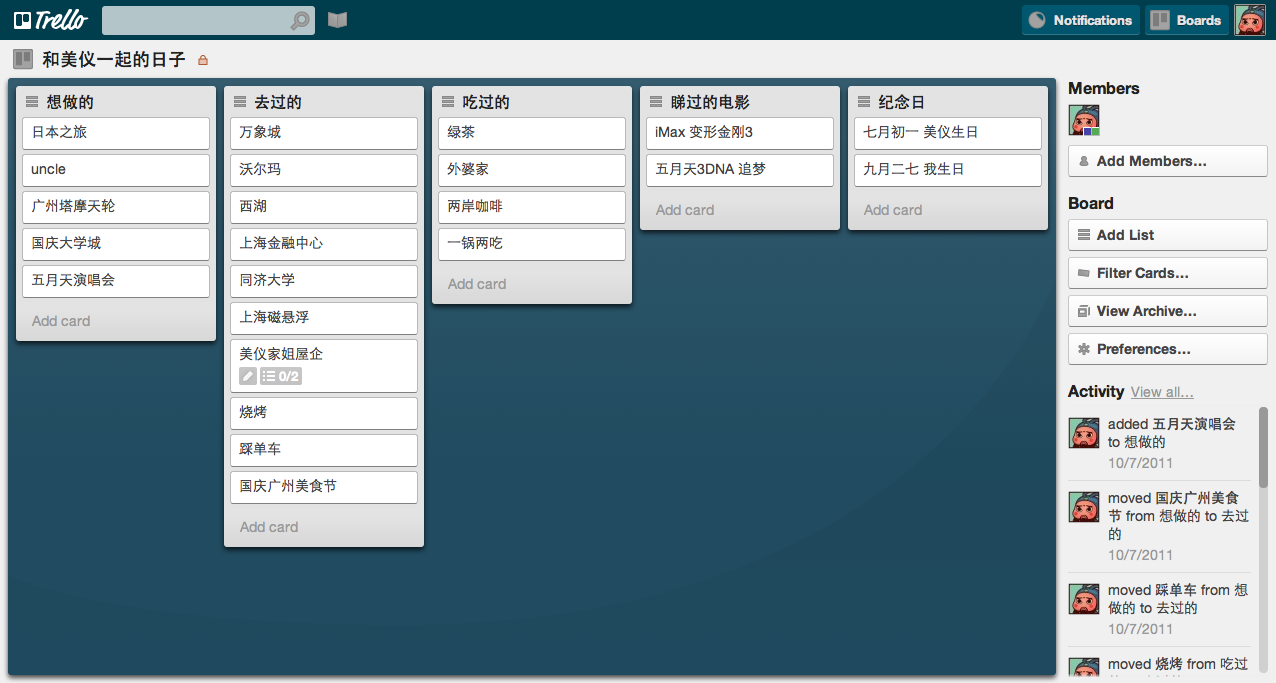 Trello
Notifications
Boards
和美仪一起的日子
想做的
日本之旅
uncle
广州塔摩天轮
国庆大学城
五月天演唱会
Add card
去过的
万象城
沃尔玛
西湖
上海金融中心
同济大学
上海磁悬浮
美仪家姐屋企
0/2
烧烤
踩单车
国庆广州美食节
Add card
吃过的
绿茶
外婆家
两岸咖啡
一锅两吃
Add card
睇过的电影
iMax 变形金刚3
五月天3DNA 追梦
Add card
纪念日
七月初一 美仪生日
九月二七 我生日
Add card
Members
Add Members...
Board
Add List
Filter Cards...
View Archive...
Preferences...
Activity View all...
added 五月天演唱会
to 想做的
10/7/2011
moved 国庆广州美食
节 from 想做的 to 去过
的
10/7/2011
moved 踩单车 from 想
做的 to 去过的
10/7/2011
moved 烧烤 from 吃过